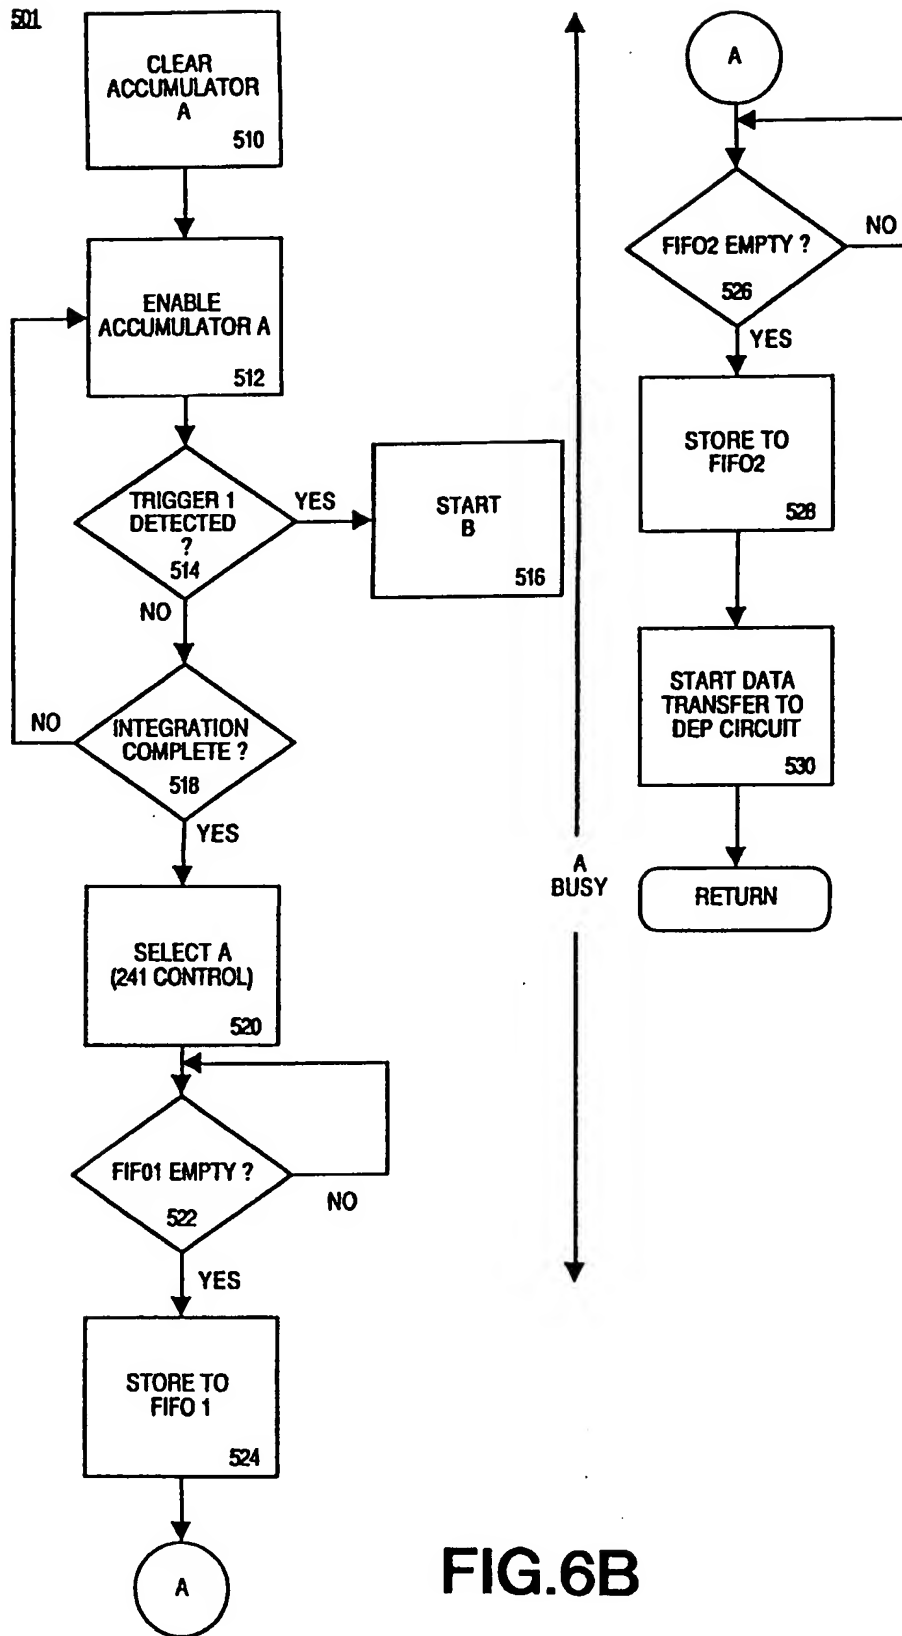 501
CLEAR
ACCUMULATOR
A
510
ENABLE
ACCUMULATOR A
512
TRIGGER 1
DETECTED
?
514
YES
NO
START
B
516
INTEGRATION
COMPLETE ?
518
NO
YES
SELECT A
(241 CONTROL)
520
FIFO1 EMPTY ?
522
NO
YES
STORE TO
FIFO 1
524
A
A
BUSY
A
FIFO2 EMPTY ?
526
NO
YES
STORE TO
FIFO2
528
START DATA
TRANSFER TO
DEP CIRCUIT
530
RETURN
FIG.6B